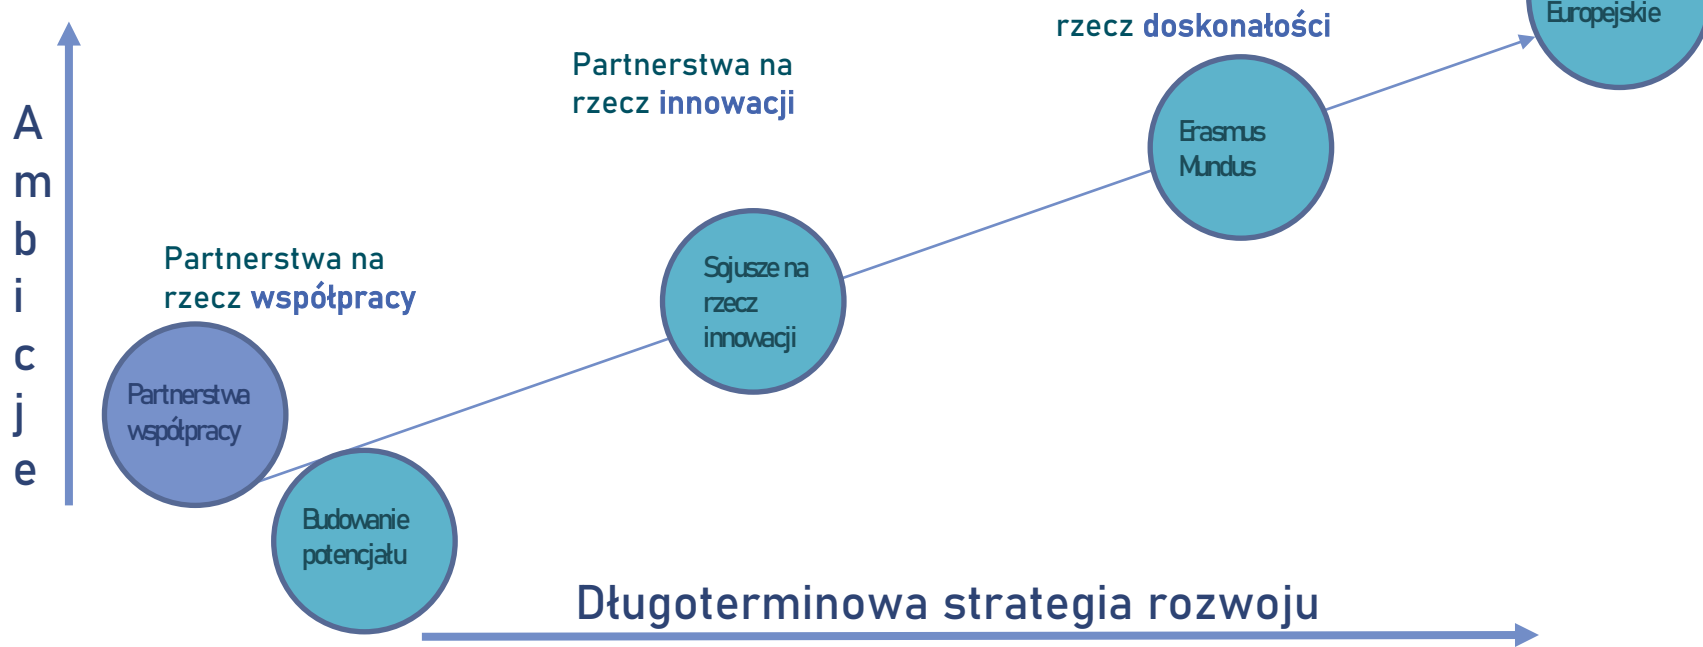 Europejskie
rzecz doskonałości
Partnerstwa na
rzecz innowacji
Ambicje
Erasmus
Mundus
Partnerstwa na
rzecz współpracy
Sojusze na
rzecz
innowacji
Partnerstwa
współpracy
Budowanie
potencjału
Długoterminowa strategia rozwoju